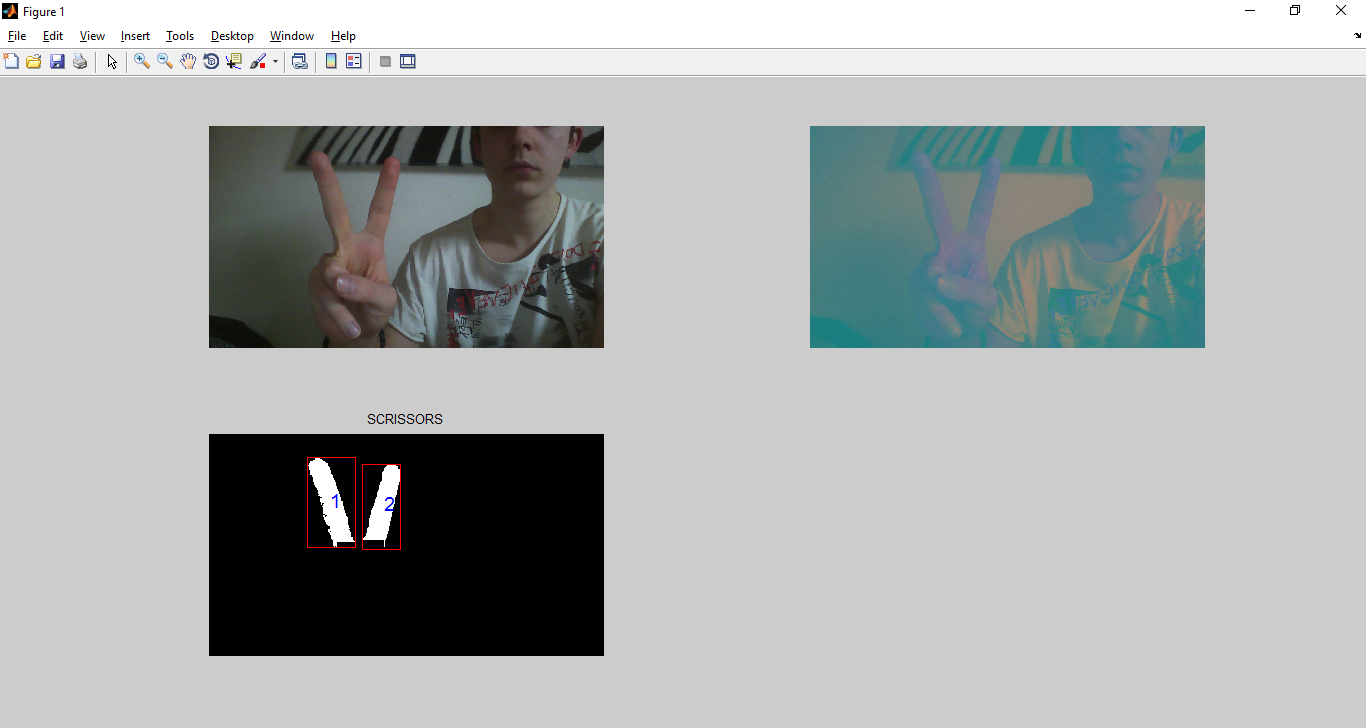 Figure 1
File Edit View Insert Tools Desktop Window Help
SCRISSORS
1 2